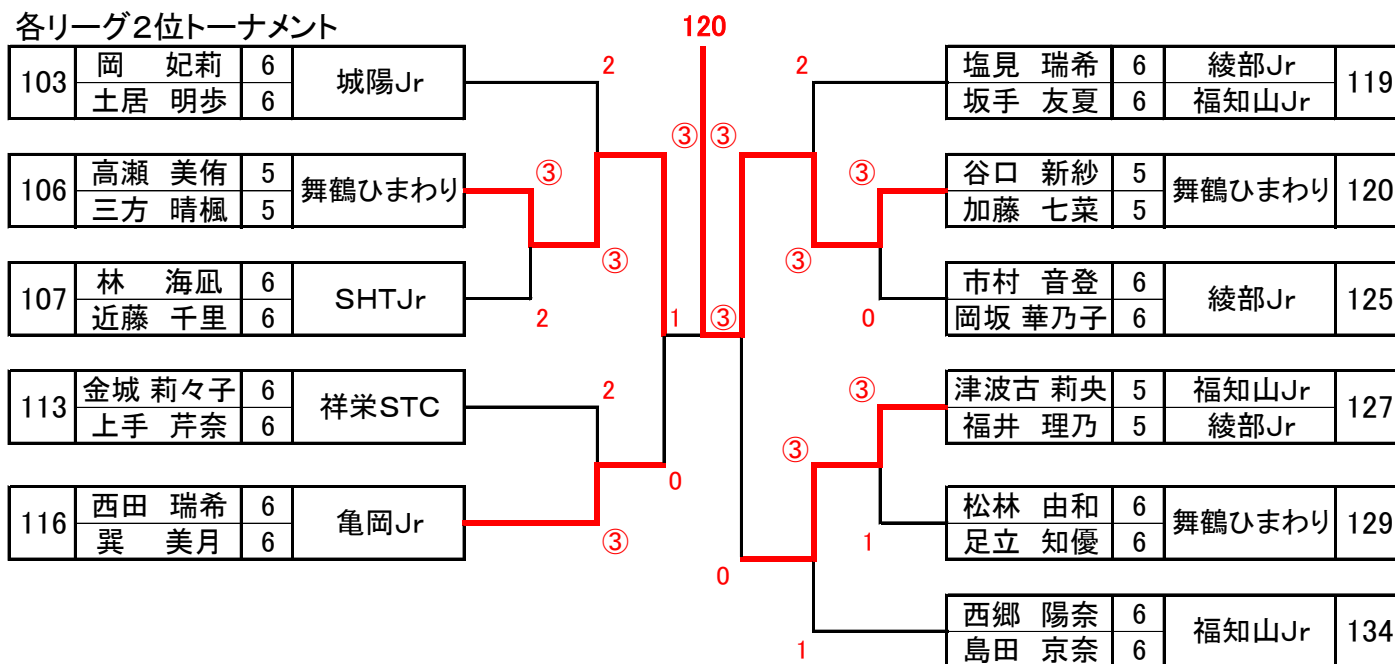 各リーグ2位トーナメント
120
103 岡 妃莉 6 城陽Jr
土居 明歩 6
106 高瀬 美侑 5 舞鶴ひまわり
三方 晴楓 5
107 林 海凪 6 SHTJr
近藤 千里 6
113 金城 莉々子 6 祥栄STC
上手 芹奈 6
116 西田 瑞希 6 亀岡Jr
巽 美月 6
2
③
③
2
2
③
1
0
③
③
③
2
③
③
0
③
③
1
0
1
塩見 瑞希 6 綾部Jr 119
坂手 友夏 6 福知山Jr
谷口 新紗 5 舞鶴ひまわり 120
加藤 七菜 5
市村 音登 6 綾部Jr 125
岡坂 華乃子 6
津波古 莉央 5 福知山Jr 127
福井 理乃 5 綾部Jr
松林 由和 6 舞鶴ひまわり 129
足立 知優 6
西郷 陽奈 6 福知山Jr 134
島田 京奈 6